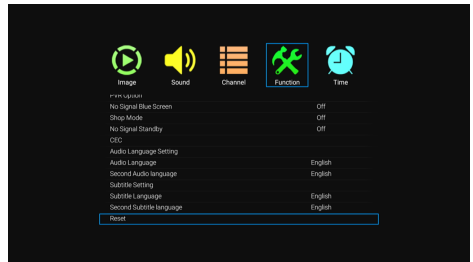 Image Sound Channel Function Time
PVR Option
No Signal Blue Screen Off
Shop Mode Off
No Signal Standby Off
CEC
Audio Language Setting
Audio Language English
Second Audio language English
Subtitle Setting
Subtitle Language English
Second Subtitle language English
Reset